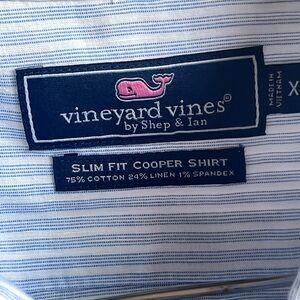 vineyard vines®
by Shep & Ian
MADE IN
VIETNAM
X
SLIM FIT COOPER SHIRT
75% COTTON 24% LINEN 1% SPANDEX